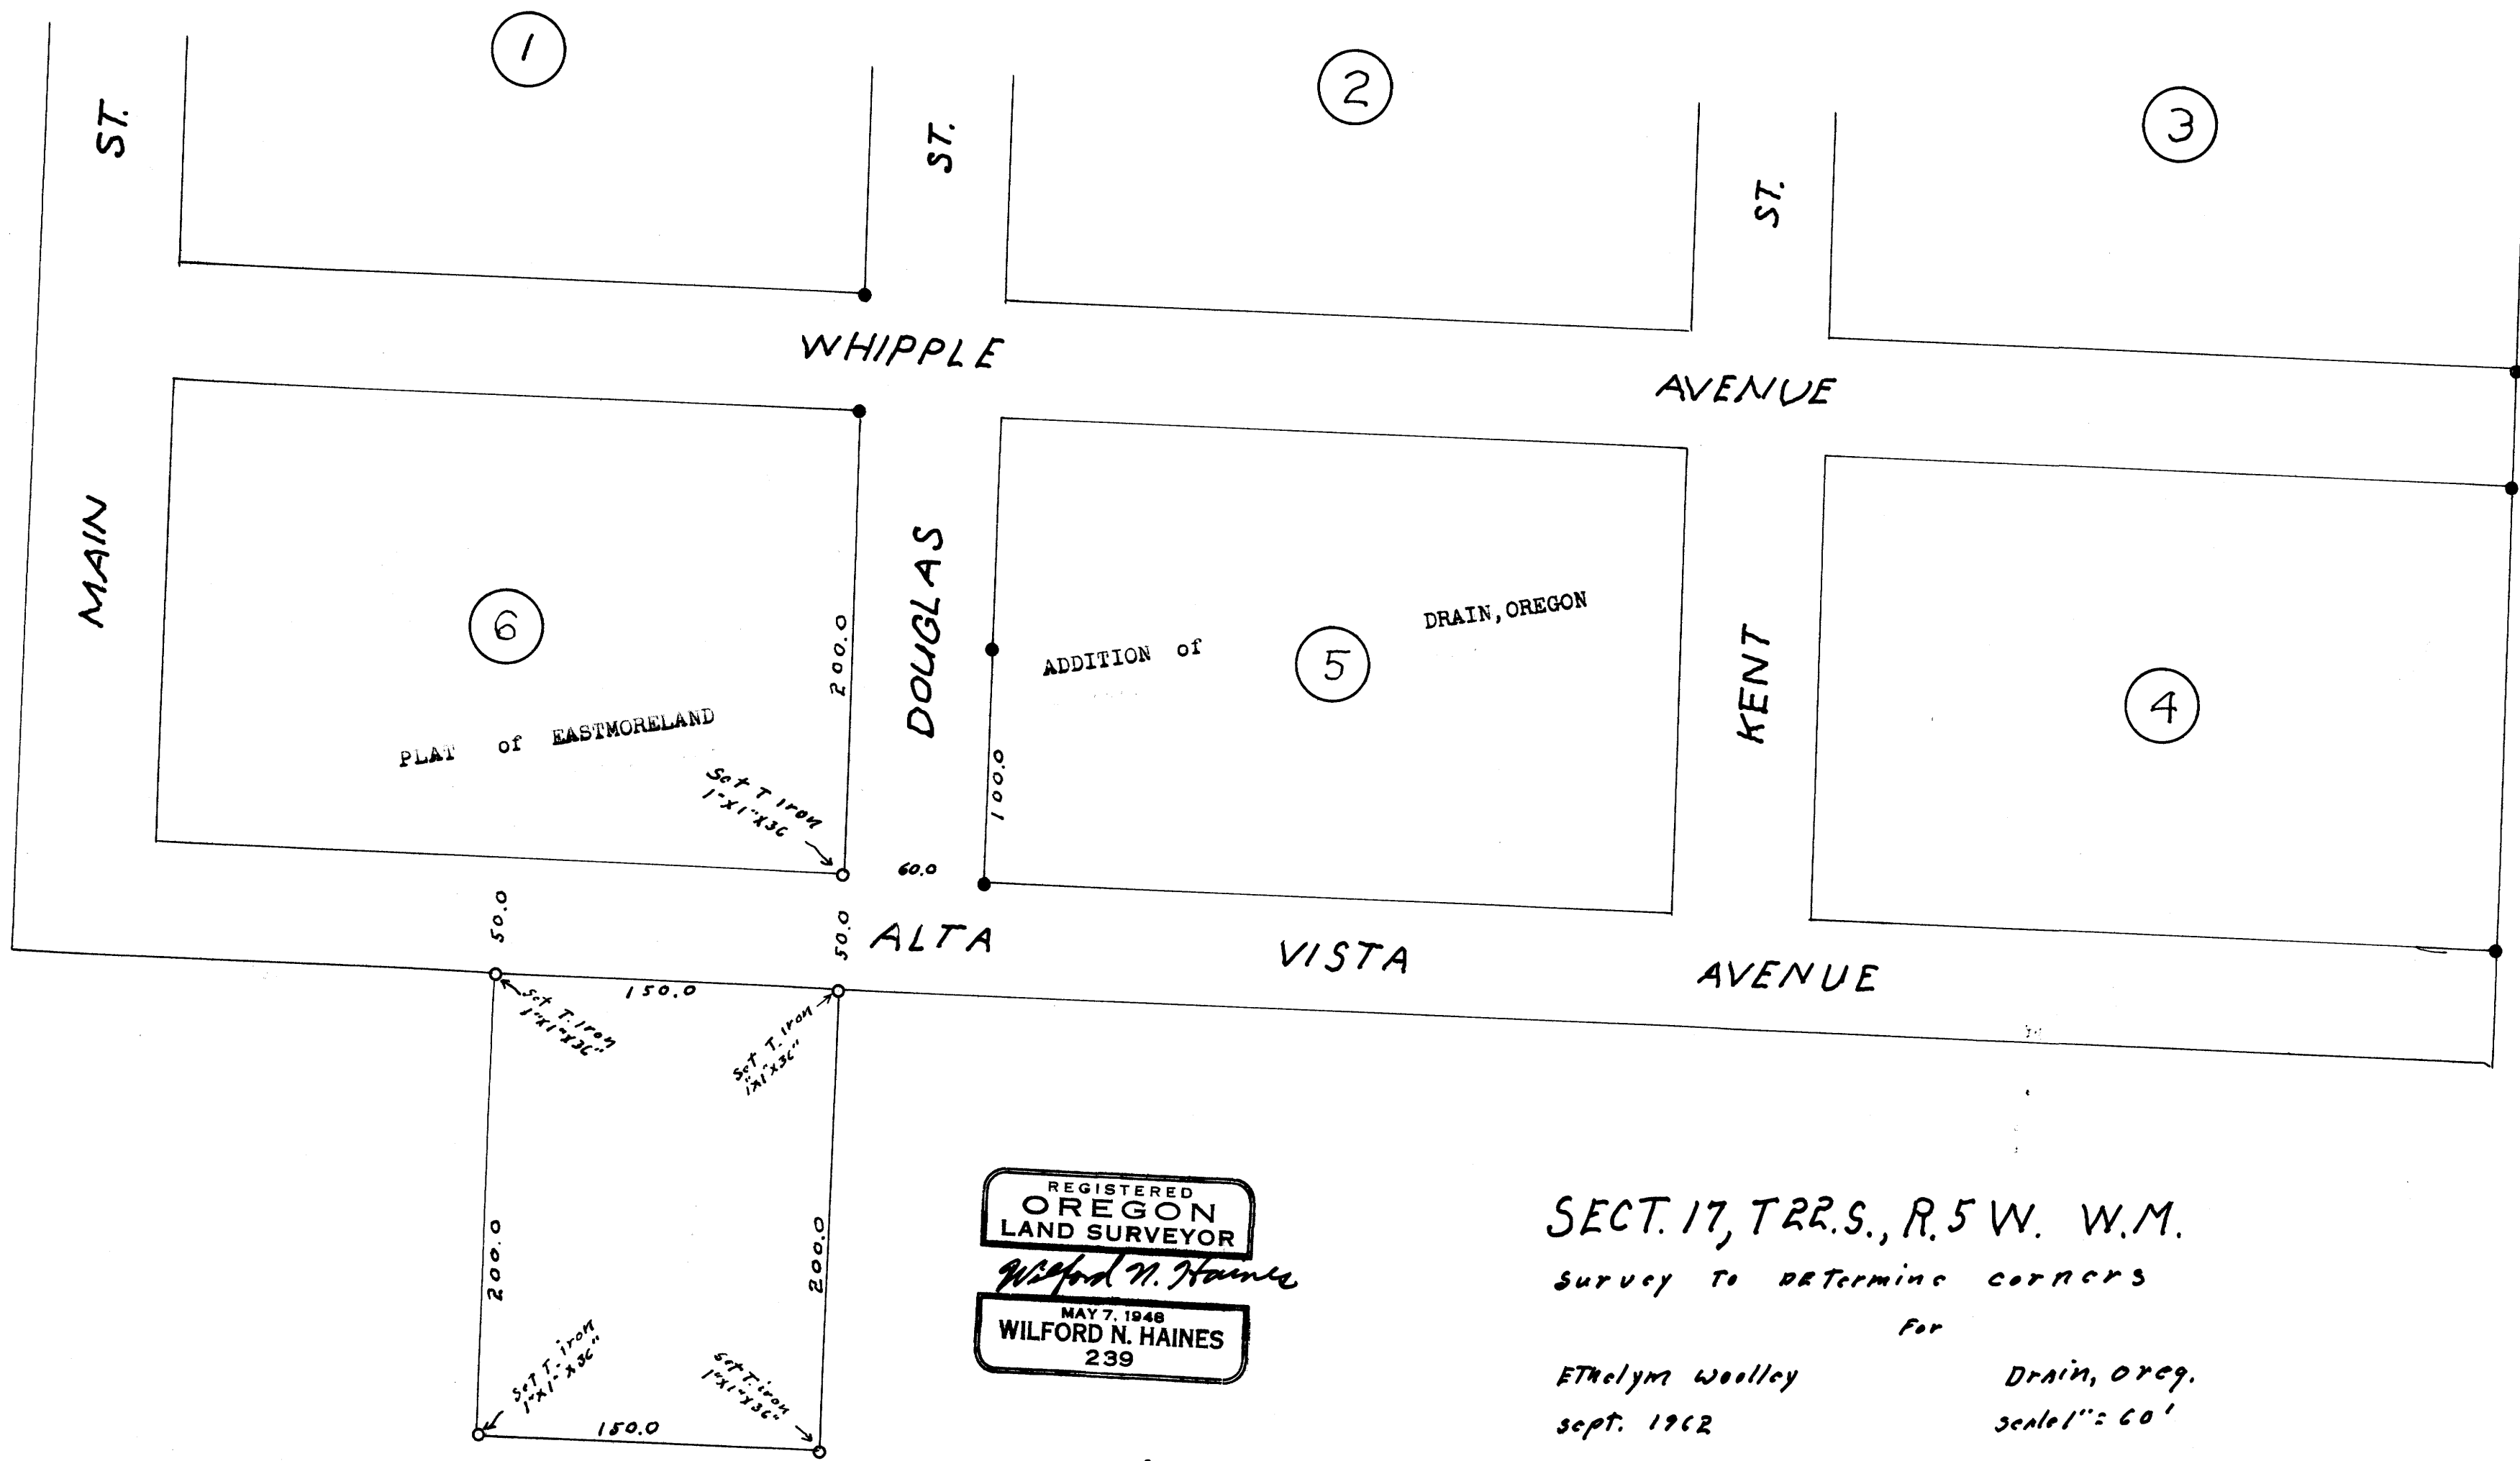 1
2
3
ST.
ST.
ST.
WHIPPLE
AVENUE
MAIN
DOUGLAS
KENT
6
5
4
200.0
100.0
ADDITION of
DRAIN, OREGON
PLAT of EASTMORELAND
Set T iron
1"X1"X36
60.0
50.0
50.0
ALTA
VISTA
AVENUE
150.0
Set T. iron
1"X1"X36"
Set T. iron
1"X1"X36"
200.0
200.0
Set T. iron
1"X1"X36"
Set T. iron
1"X1"X36"
150.0
REGISTERED
OREGON
LAND SURVEYOR
Wilford N. Haines
MAY 7, 1948
WILFORD N. HAINES
239
SECT. 17, T22.S., R.5 W. W.M.
Survey To DETermine corners
For
EThelym Woolley
Drain, Oreg.
Sept. 1962
Scale 1" = 60'